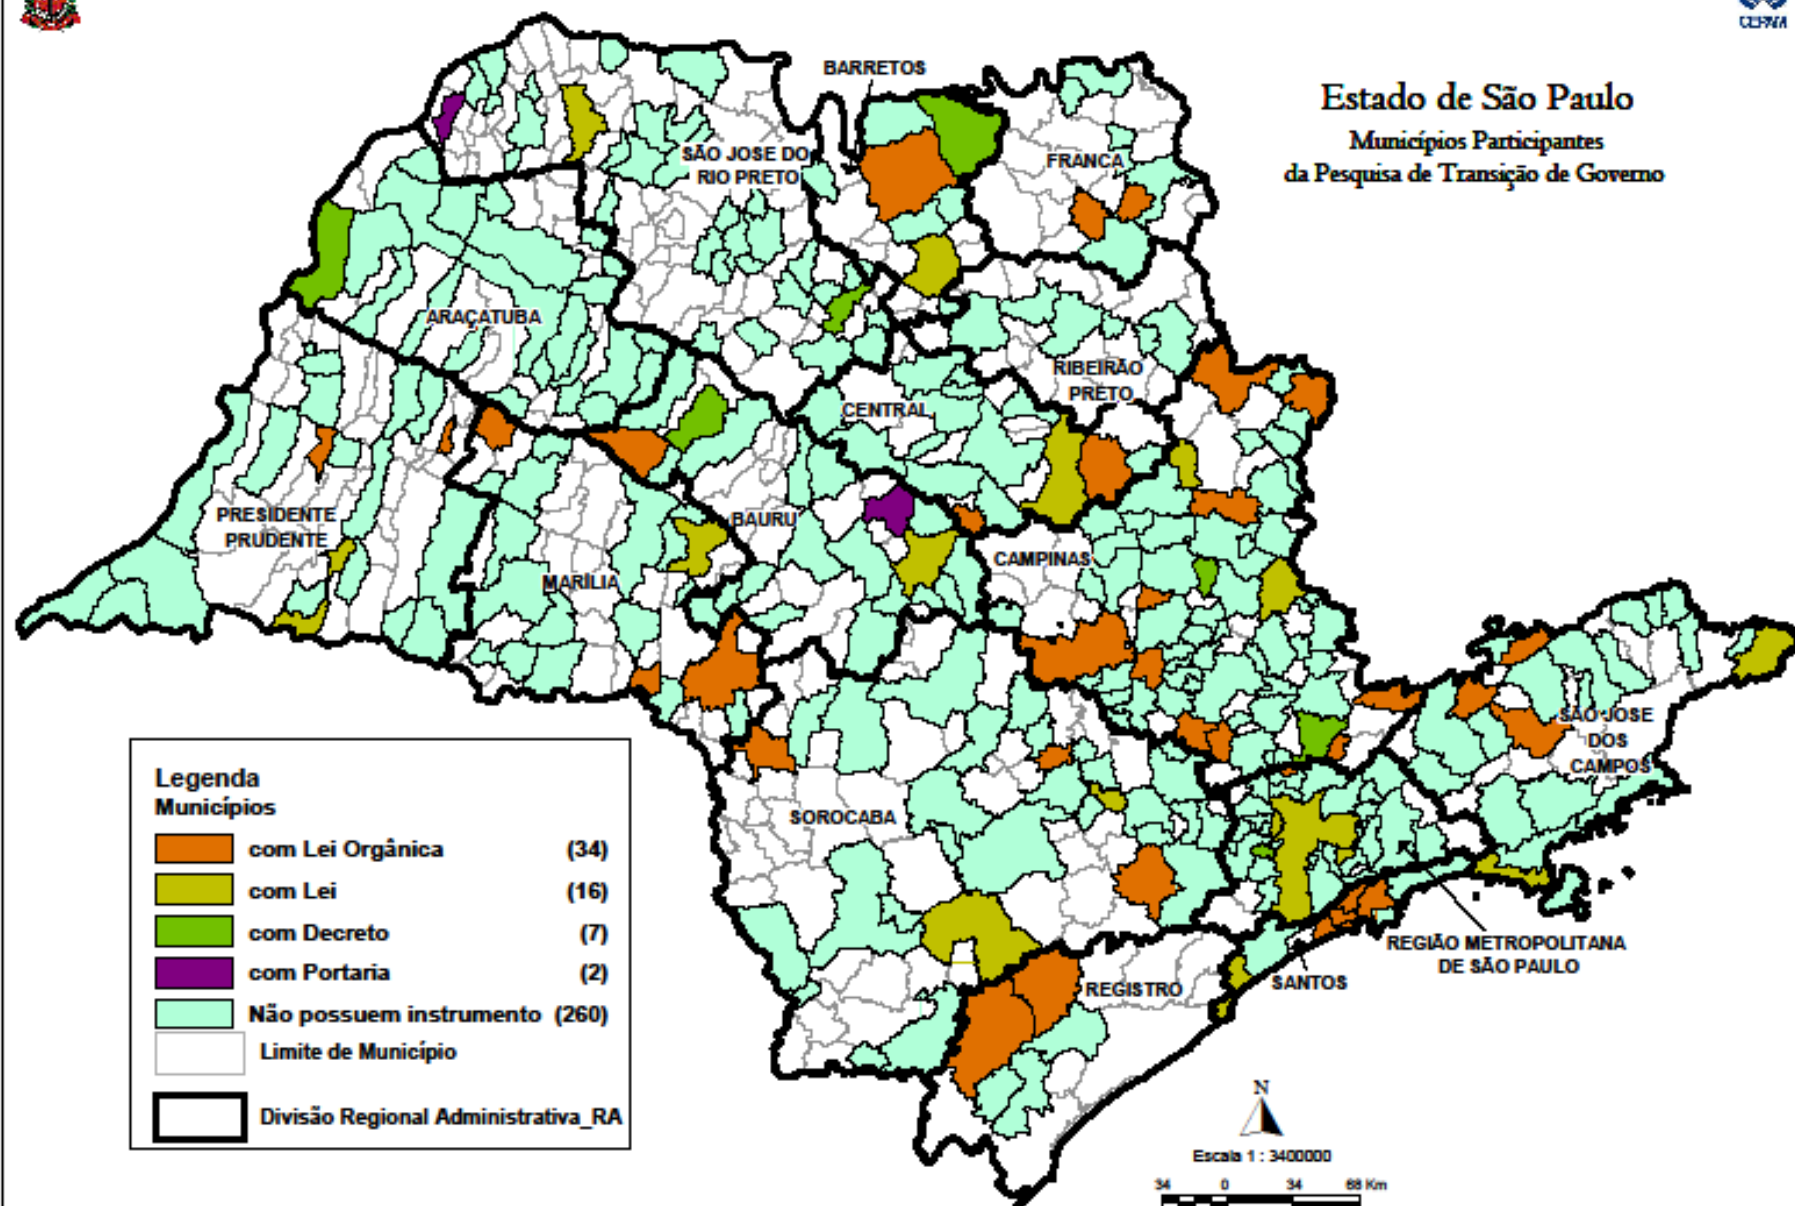 CEPAM
Estado de São Paulo
Municípios Participantes
da Pesquisa de Transição de Governo
BARRETOS
SÃO JOSE DO
RIO PRETO
FRANCA
ARAÇATUBA
RIBEIRÃO
PRETO
CENTRAL
PRESIDENTE
PRUDENTE
BAURU
MARÍLIA
CAMPINAS
SÃO JOSE
DOS
CAMPOS
SOROCABA
REGISTRO
SANTOS
REGIÃO METROPOLITANA
DE SÃO PAULO
Legenda
Municípios
com Lei Orgânica (34)
com Lei (16)
com Decreto (7)
com Portaria (2)
Não possuem instrumento (260)
Limite de Município
Divisão Regional Administrativa_RA
N
Escala 1 : 3400000
34 0 34 68 Km